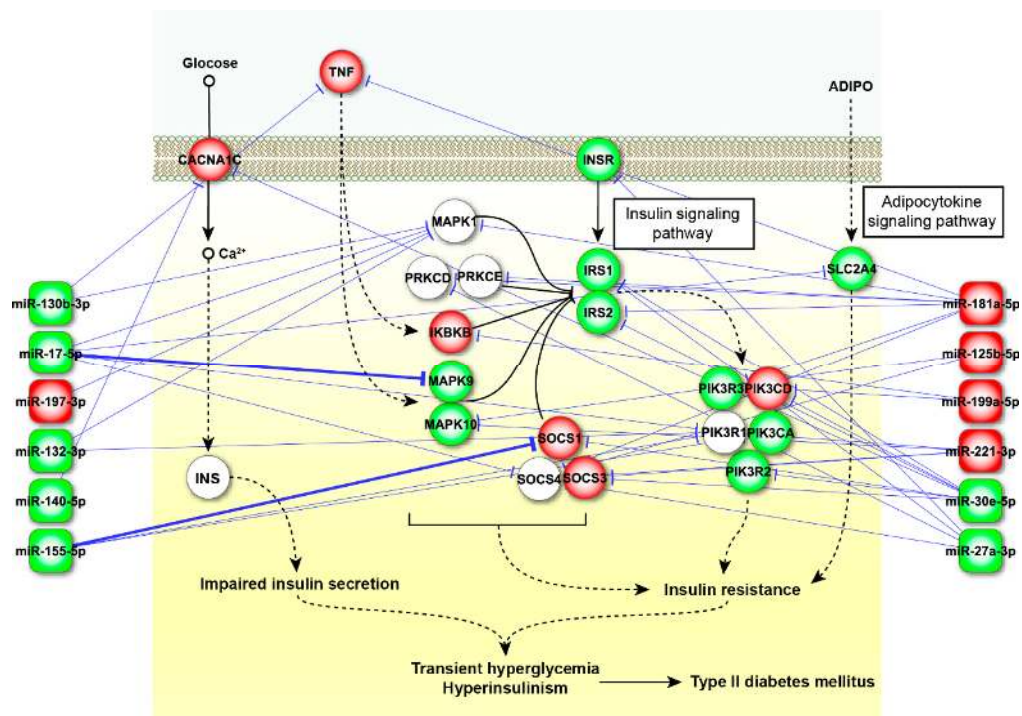 Glucose
TNF
ADIPO
CACNA1C
INSR
Insulin signaling
pathway
Adipocytokine
signaling pathway
MAPK1
Ca2+
PRKCD
PRKCE
IRS1
SLC2A4
miR-130b-3p
miR-181a-5p
IRS2
IKBKB
miR-17-5p
miR-125b-5p
MAPK9
PIK3R3
PIK3CD
miR-197-3p
miR-199a-5p
MAPK10
PIK3R1
PIK3CA
miR-132-3p
SOCS1
miR-221-3p
INS
SOCS4
SOCS3
PIK3R2
miR-140-5p
miR-30e-5p
miR-155-5p
miR-27a-3p
Impaired insulin secretion
Insulin resistance
Transient hyperglycemia
Hyperinsulinism
Type II diabetes mellitus